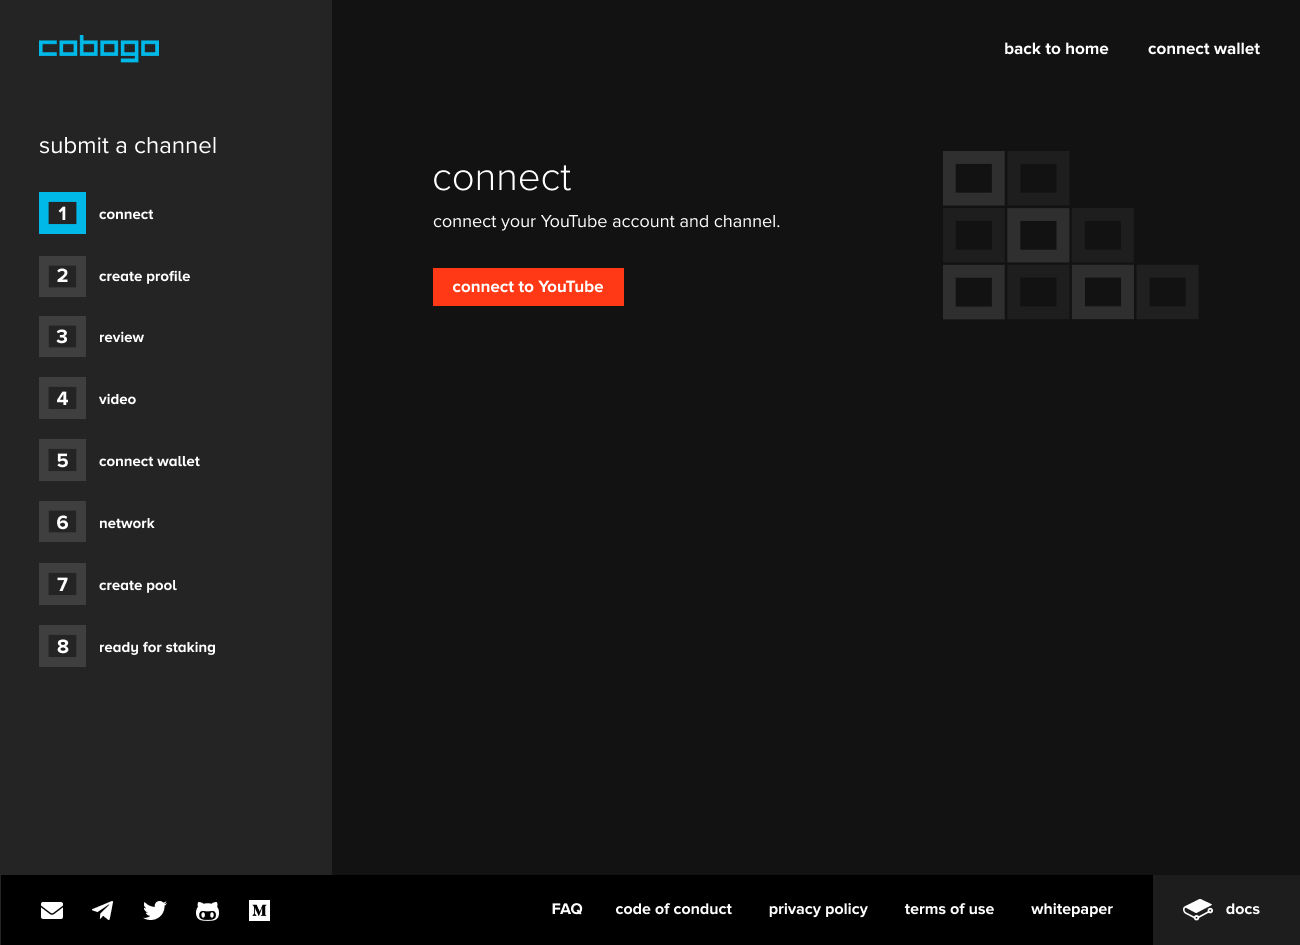 cobogo
back to home
connect wallet
submit a channel
1 connect
2 create profile
3 review
4 video
5 connect wallet
6 network
7 create pool
8 ready for staking
connect
connect your YouTube account and channel.
connect to YouTube
M
FAQ
code of conduct
privacy policy
terms of use
whitepaper
docs